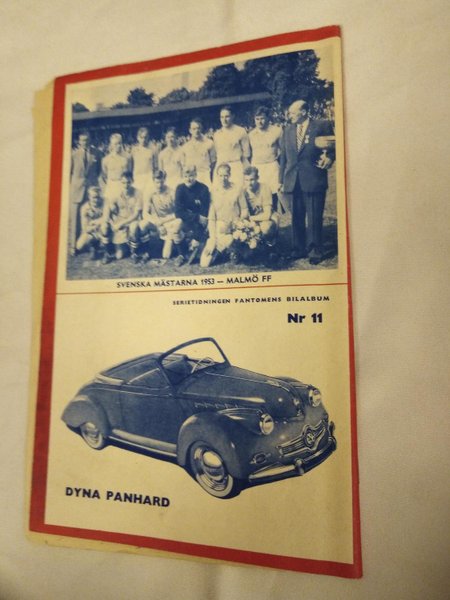 SVENSKA MÄSTARNA 1953 — MALMÖ FF
SERIETIDNINGEN FANTOMENS BILALBUM
Nr 11
DYNA PANHARD